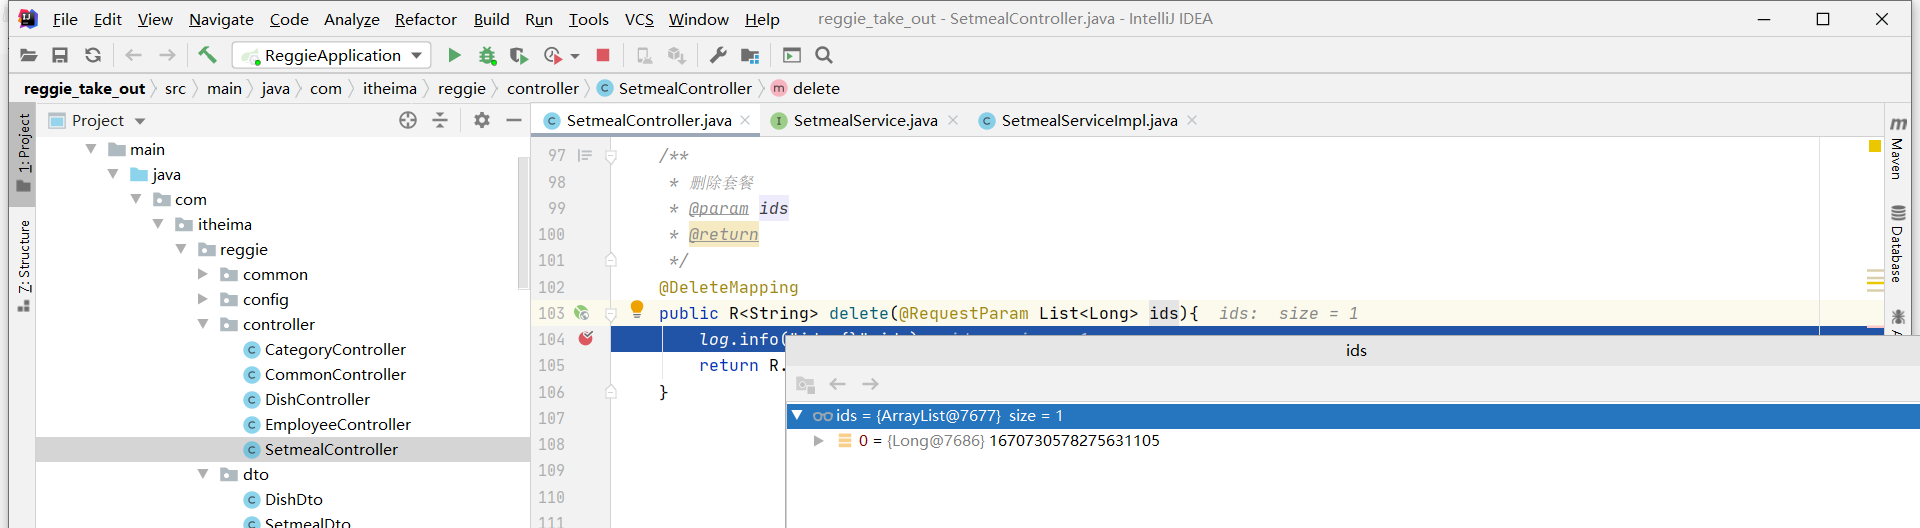 File Edit View Navigate Code Analyze Refactor Build Run Tools VCS Window Help reggie_take_out - SetmealController.java - IntelliJ IDEA
ReggieApplication
reggie_take_out src main java com itheima reggie controller SetmealController delete
Project
SetmealController.java SetmealService.java SetmealServiceImpl.java
1: Project
Z: Structure
main
java
com
itheima
reggie
common
config
controller
CategoryController
CommonController
DishController
EmployeeController
SetmealController
dto
DishDto
SetmealDto
97 /**
98 * 删除套餐
99 * @param ids
100 * @return
101 */
102 @DeleteMapping
103 public R<String> delete(@RequestParam List<Long> ids){ ids: size = 1
104 log.info(
105 return R.
106 }
107
108
109
110
111
ids
ids = {ArrayList@7677} size = 1
0 = {Long@7686} 1670730578275631105
Maven
Database